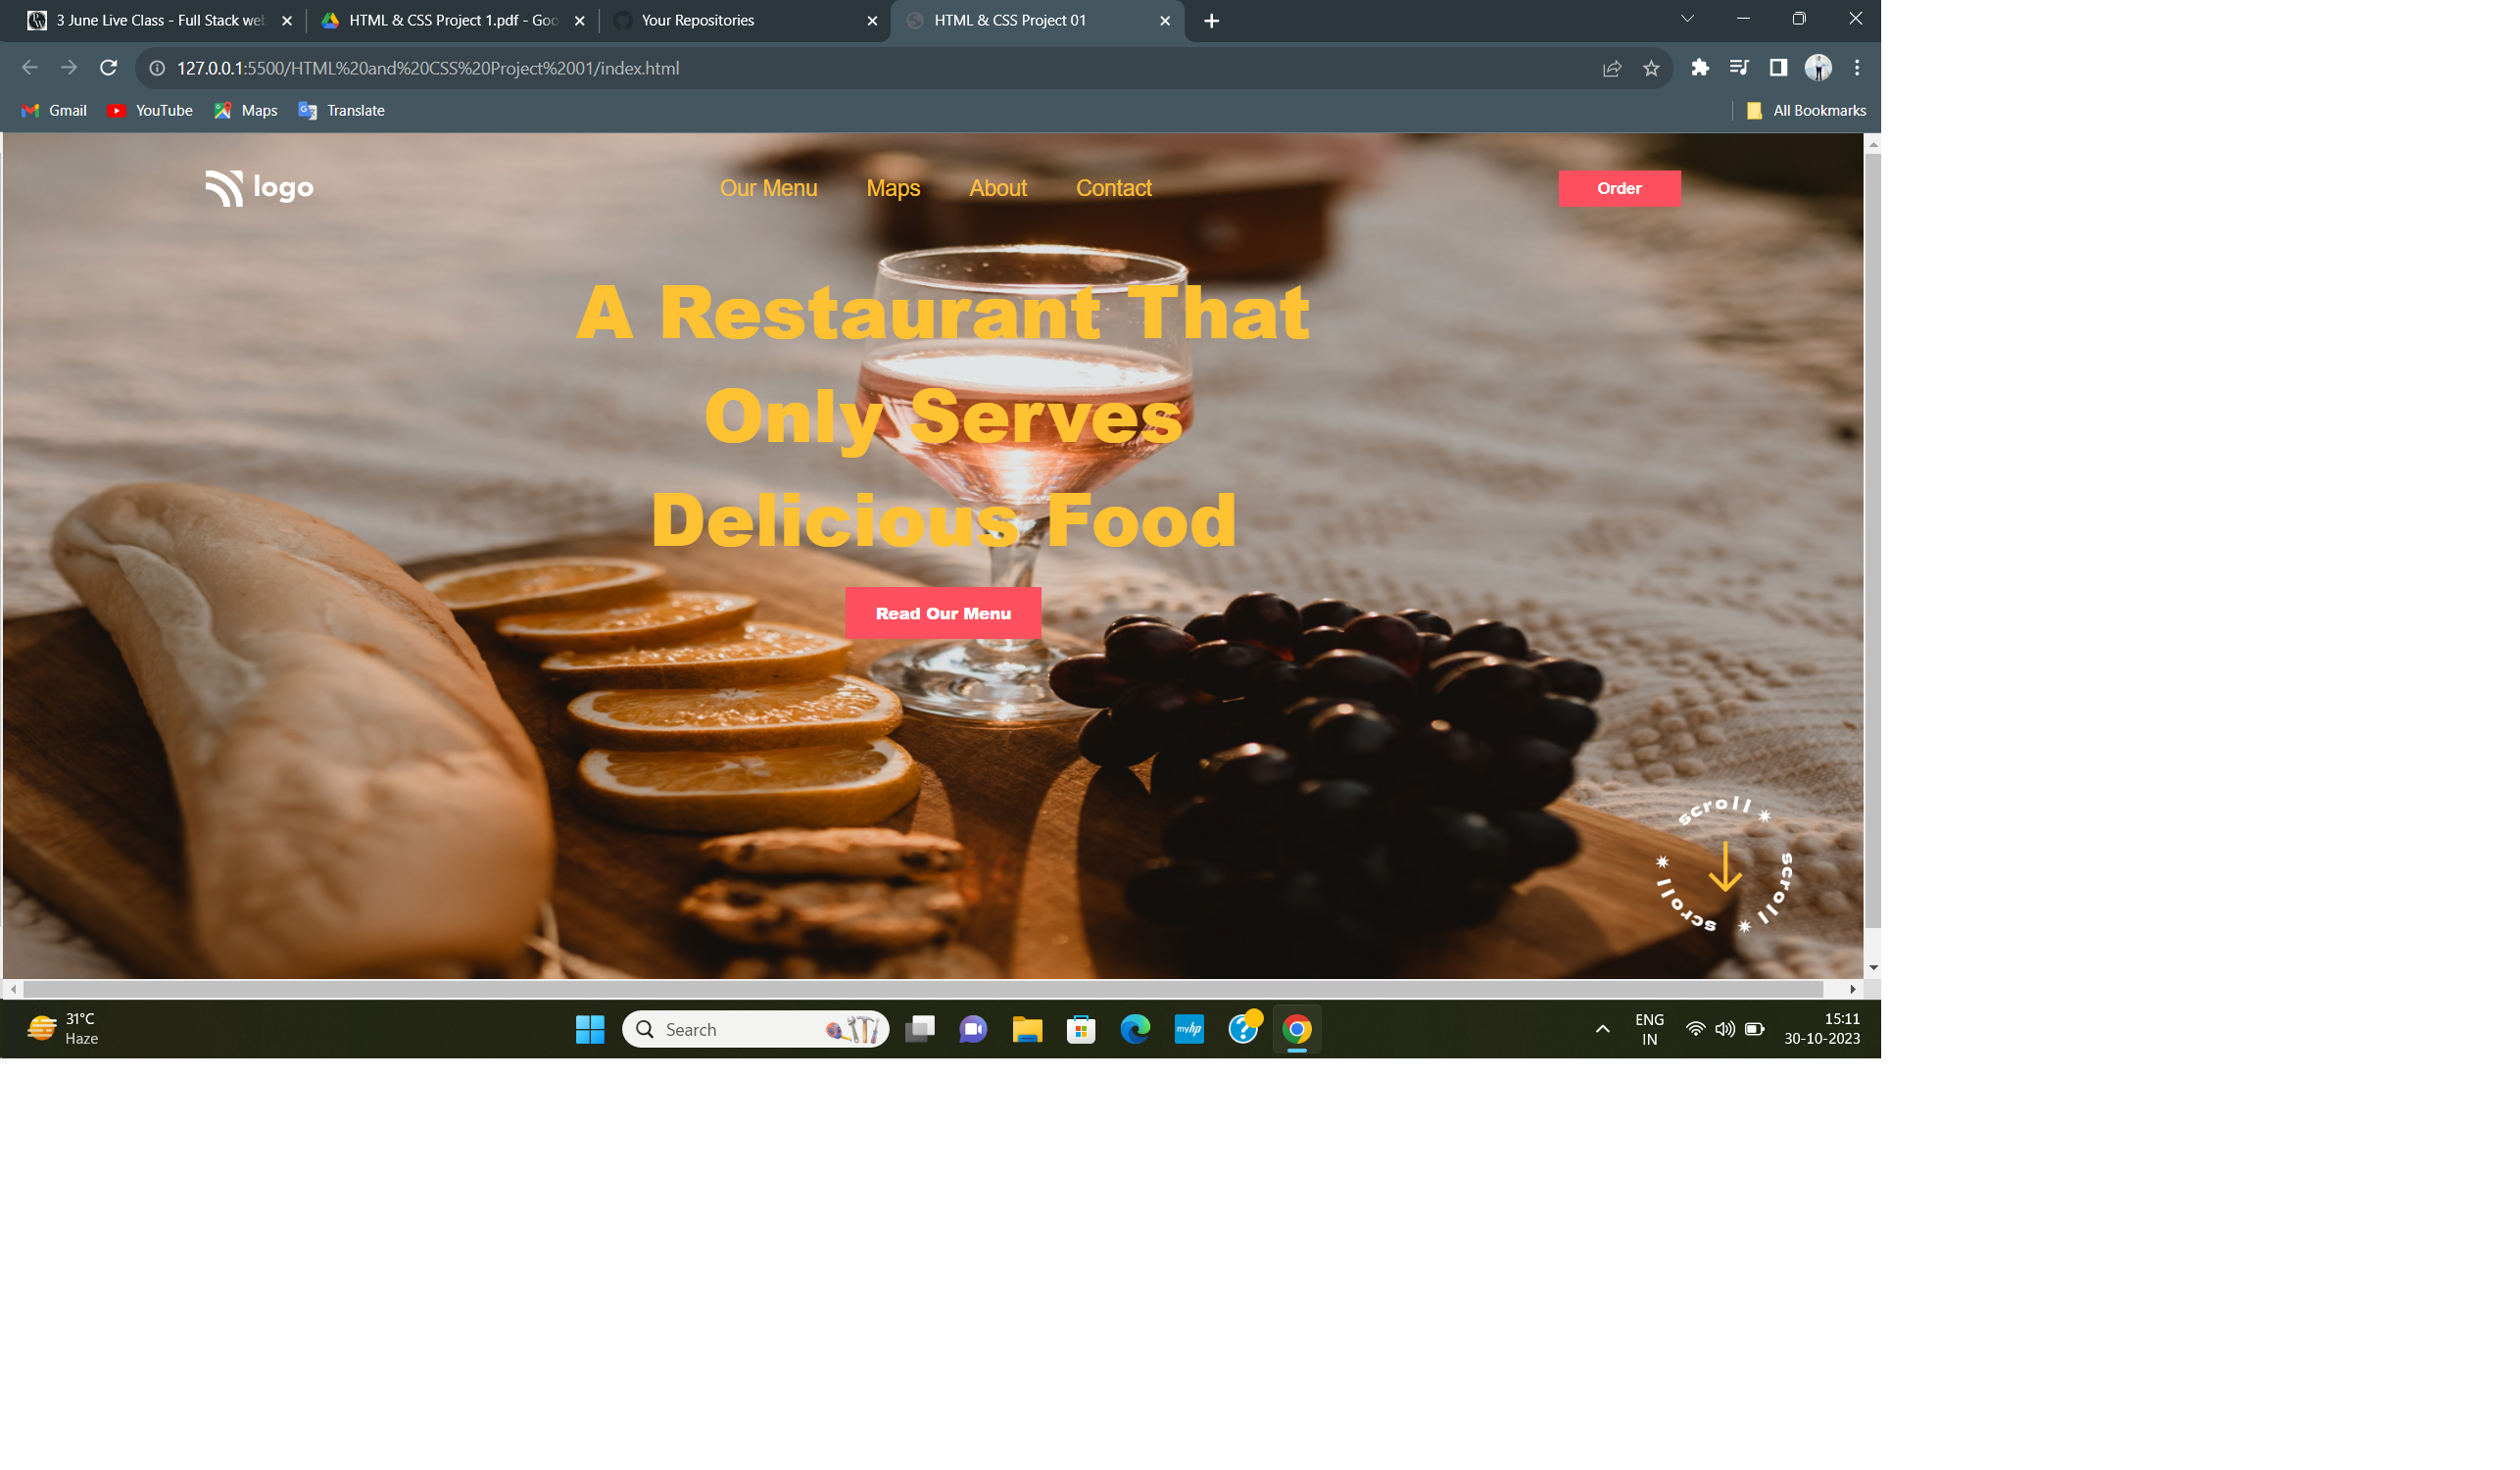 3 June Live Class - Full Stack we
HTML & CSS Project 1.pdf - Goo
Your Repositories
HTML & CSS Project 01
127.0.0.1:5500/HTML%20and%20CSS%20Project%2001/index.html
Gmail
YouTube
Maps
Translate
All Bookmarks
logo
Our Menu
Maps
About
Contact
Order
A Restaurant That
Only Serves
Delicious Food
Read Our Menu
scroll
scroll
scroll
31°C
Haze
Search
myhp
ENG
IN
15:11
30-10-2023